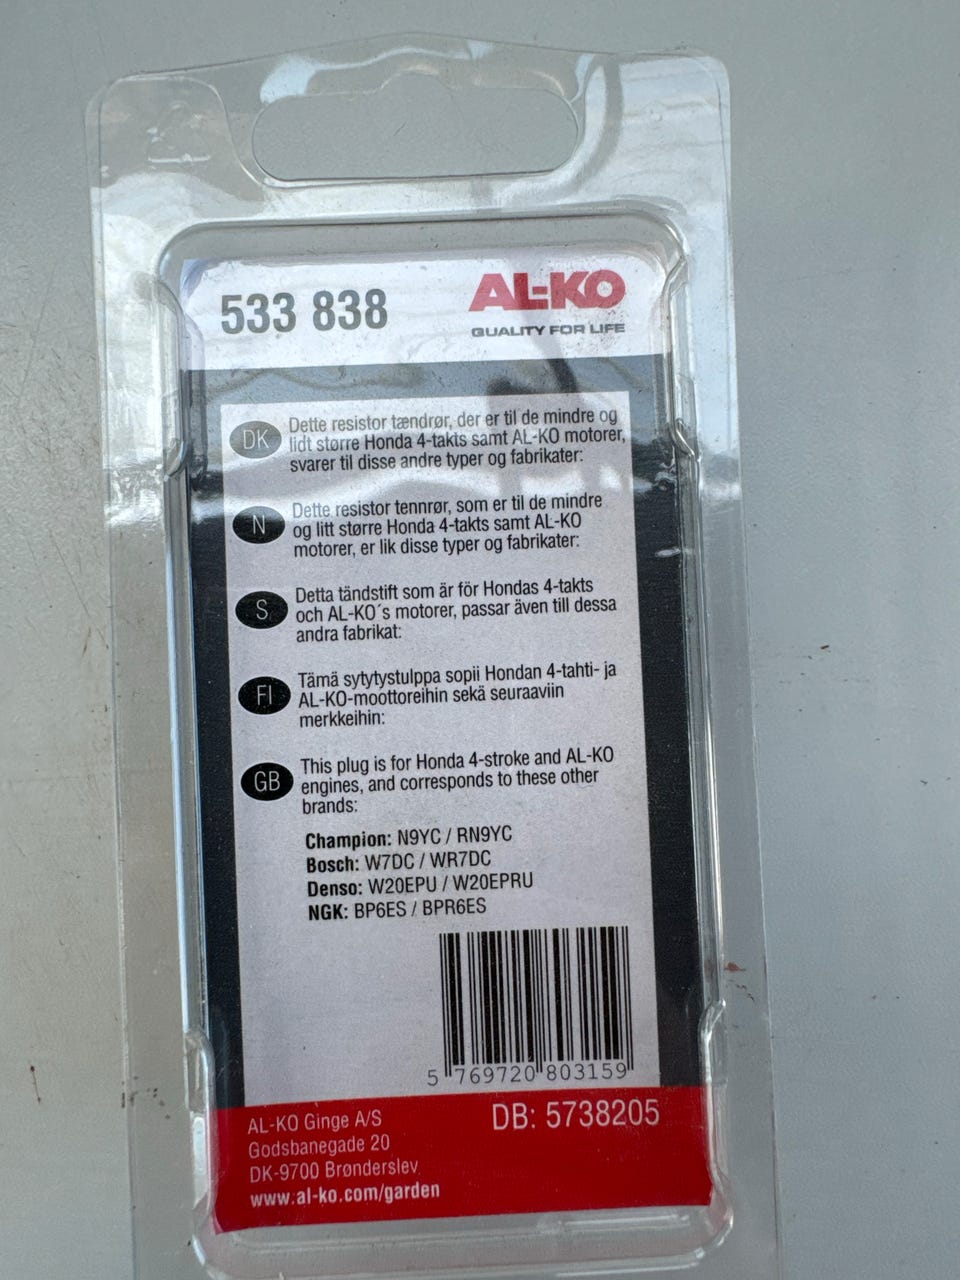 533 838
AL-KO
QUALITY FOR LIFE
DK
Dette resistor tændrør, der er til de mindre og
lidt større Honda 4-takts samt AL-KO motorer,
svarer til disse andre typer og fabrikater:
N
Dette resistor tennrør, som er til de mindre
og litt større Honda 4-takts samt AL-KO
motorer, er lik disse typer og fabrikater:
S
Detta tändstift som är för Hondas 4-takts
och AL-KO´s motorer, passar även till dessa
andra fabrikat:
FI
Tämä sytytystulppa sopii Hondan 4-tahti- ja
AL-KO-moottoreihin sekä seuraaviin
merkkeihin:
GB
This plug is for Honda 4-stroke and AL-KO
engines, and corresponds to these other
brands:
Champion: N9YC / RN9YC
Bosch: W7DC / WR7DC
Denso: W20EPU / W20EPRU
NGK: BP6ES / BPR6ES
5 769720 803159
AL-KO Ginge A/S
Godsbanegade 20
DK-9700 Brønderslev
www.al-ko.com/garden
DB: 5738205